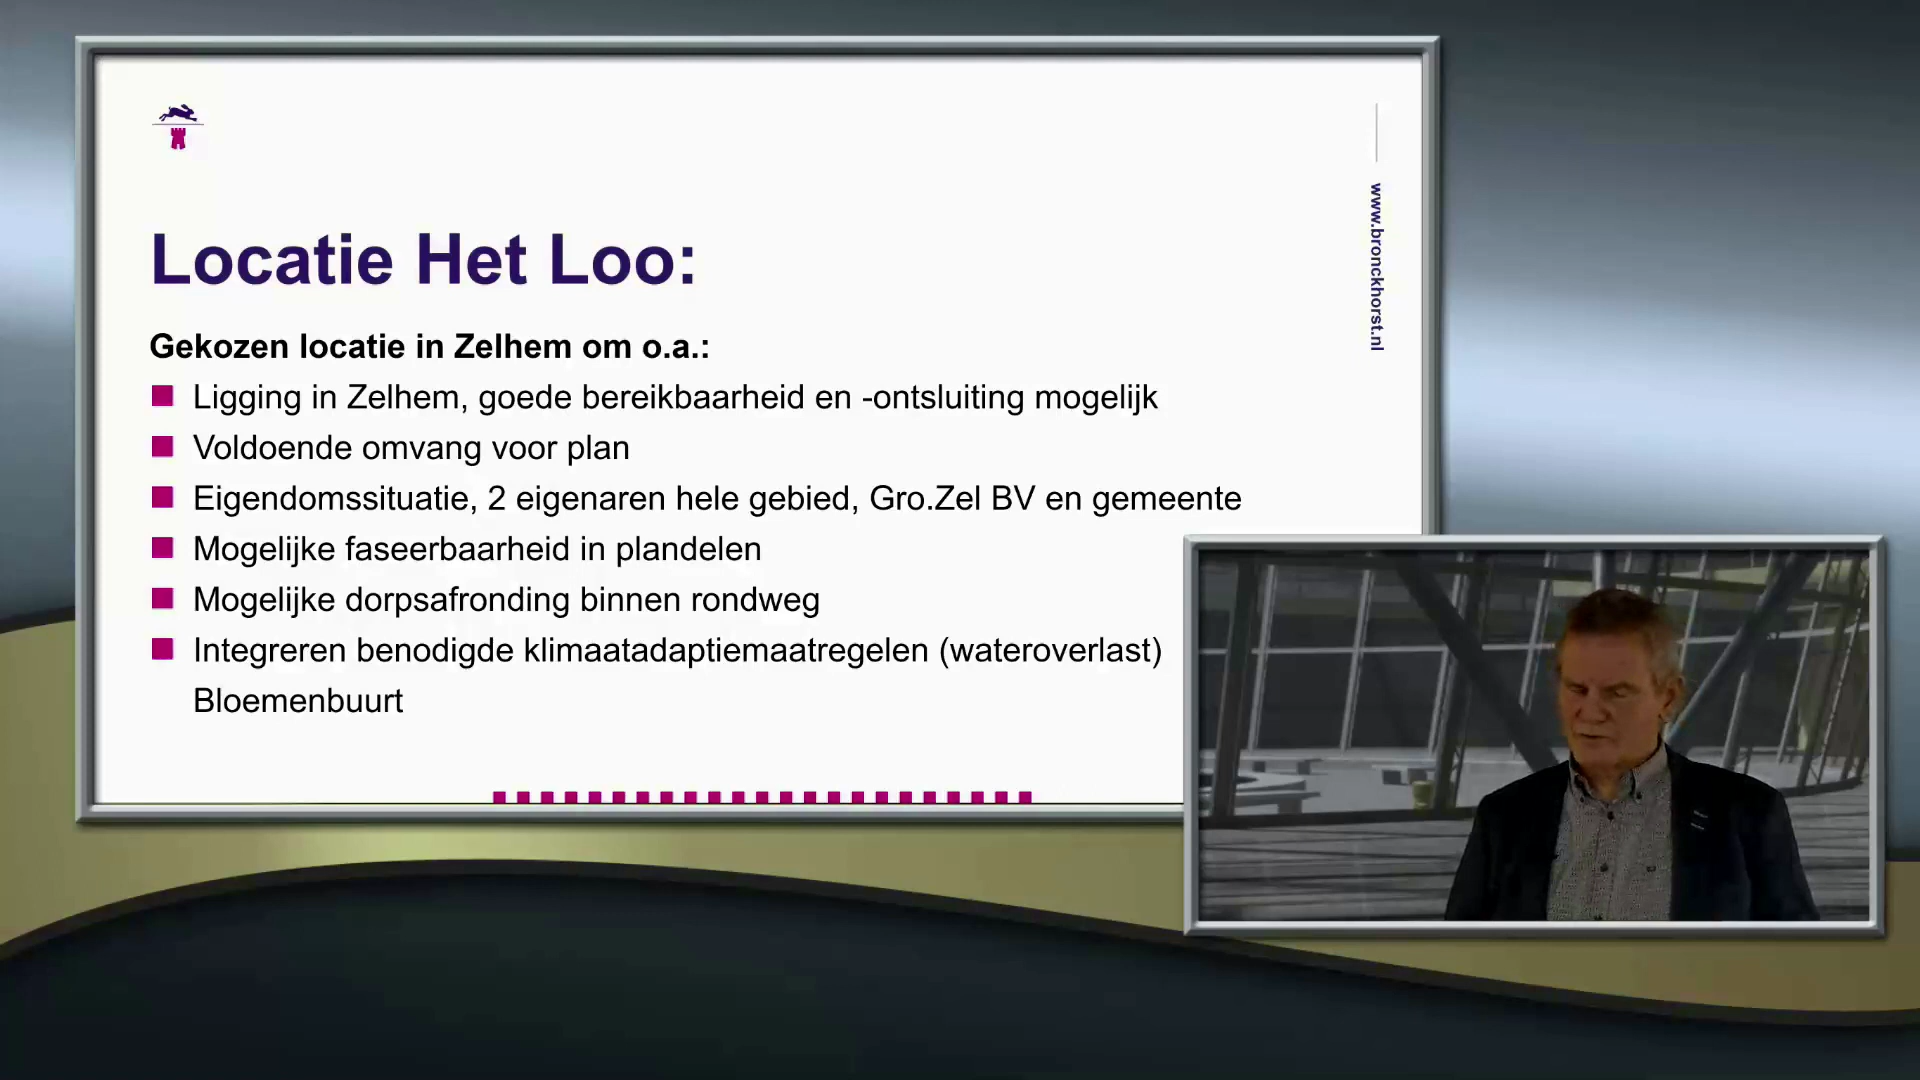 www.bronckhorst.nl
Locatie Het Loo:
Gekozen locatie in Zelhem om o.a.:
Ligging in Zelhem, goede bereikbaarheid en -ontsluiting mogelijk
Voldoende omvang voor plan
Eigendomssituatie, 2 eigenaren hele gebied, Gro.Zel BV en gemeente
Mogelijke faseerbaarheid in plandelen
Mogelijke dorpsafronding binnen rondweg
Integreren benodigde klimaatadaptiemaatregelen (wateroverlast)
Bloemenbuurt